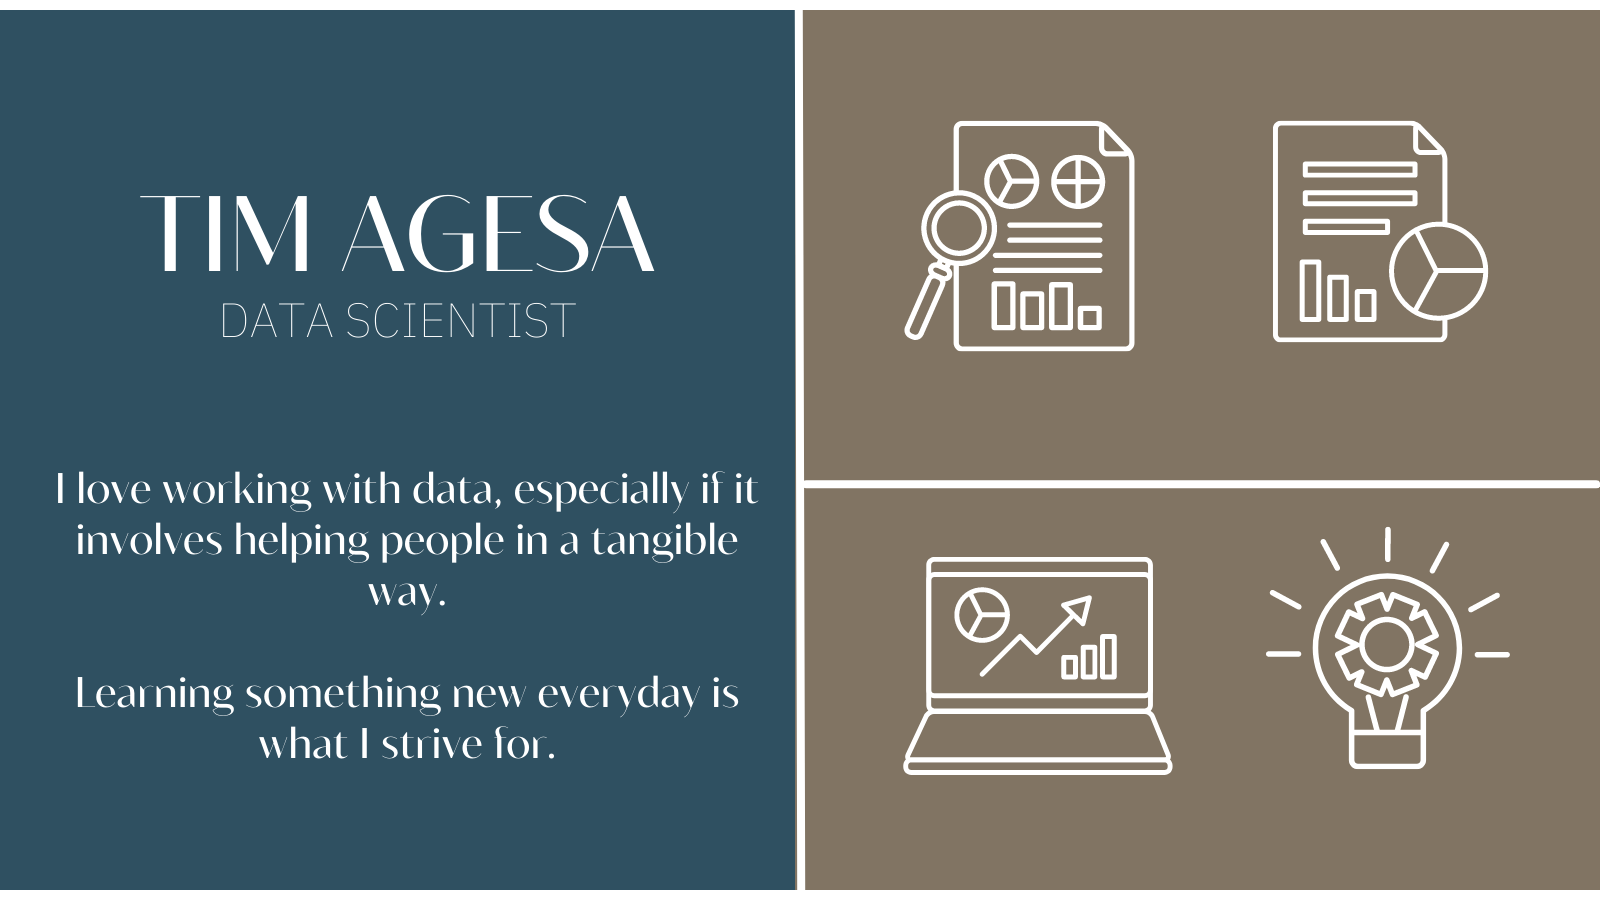 TIM AGESA
DATA SCIENTIST
I love working with data, especially if it
involves helping people in a tangible
way.
Learning something new everyday is
what I strive for.